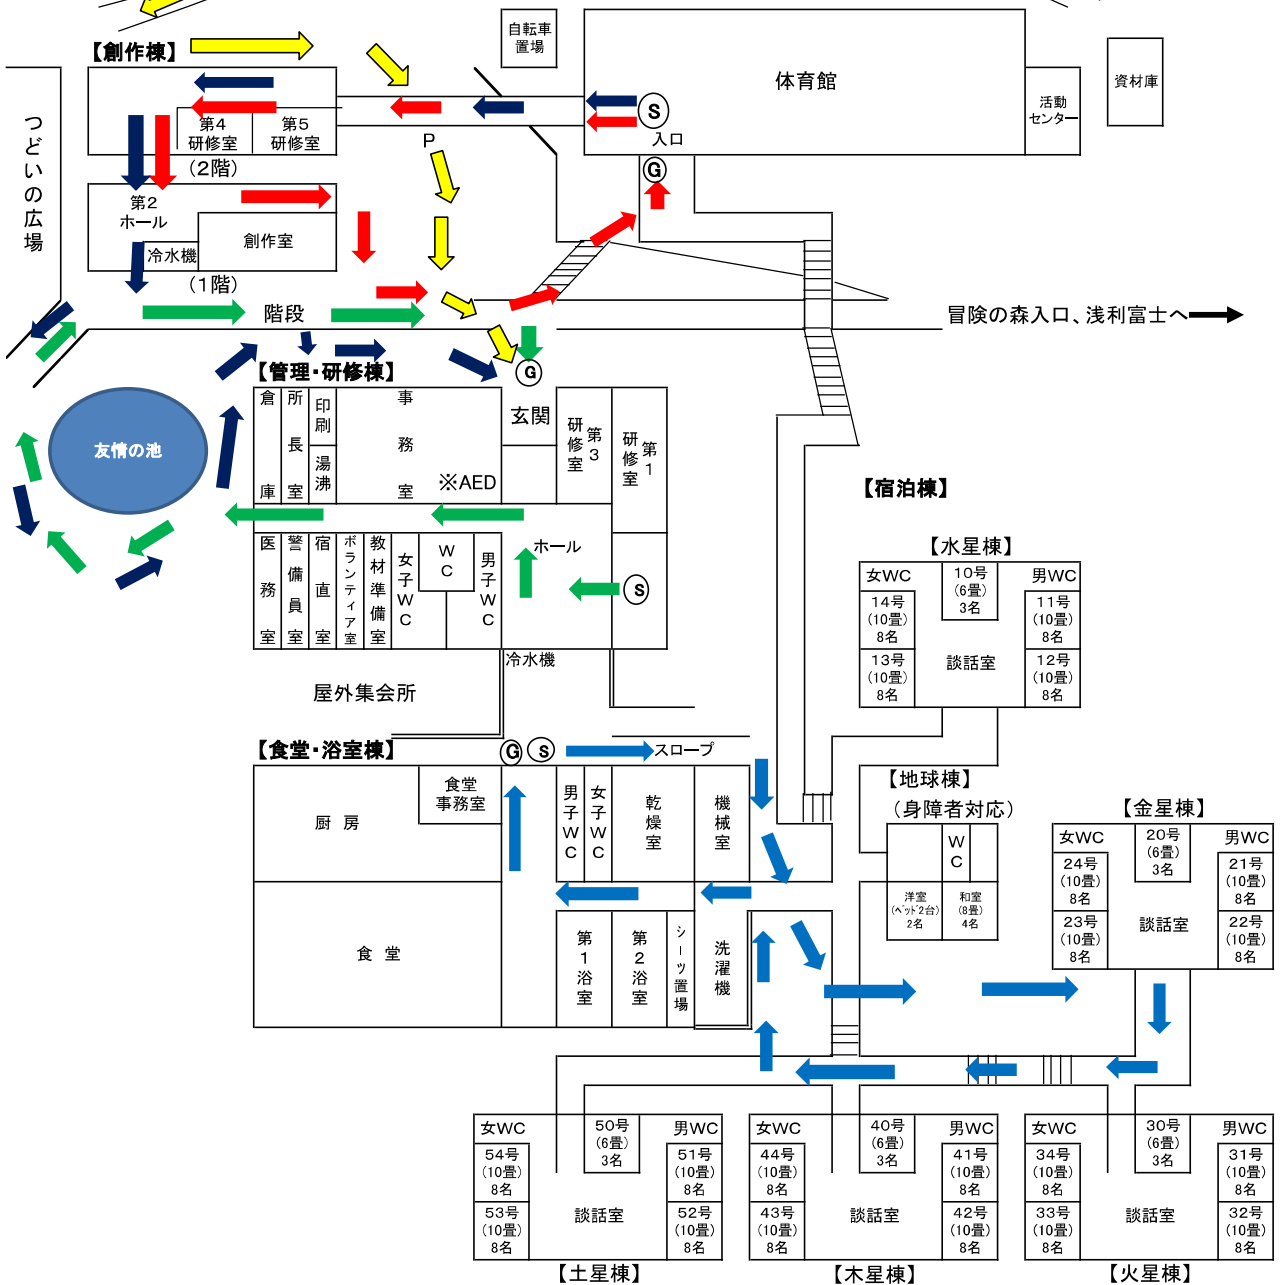 自転車
置場
【創作棟】
体育館
資材庫
活動
センター
S
入口
第4
研修室
第5
研修室
P
G
(2階)
つどいの広場
第2
ホール
冷水機
創作室
(1階)
階段
冒険の森入口、浅利富士へ
【管理・研修棟】
G
倉庫
所長室
印刷
湯沸
事務室
※AED
玄関
第3
研修室
第1
研修室
友情の池
【宿泊棟】
医務室
警備員室
宿直室
ボランティア室
教材準備室
女子WC
WC
男子WC
ホール
S
冷水機
屋外集会所
【水星棟】
女WC
10号
(6畳)
3名
男WC
14号
(10畳)
8名
11号
(10畳)
8名
13号
(10畳)
8名
談話室
12号
(10畳)
8名
【食堂・浴室棟】
G
S
スロープ
厨房
食堂
事務室
男子WC
女子WC
乾燥室
機械室
【地球棟】
(身障者対応)
WC
洋室
(ベッド2台)
2名
和室
(8畳)
4名
【金星棟】
女WC
20号
(6畳)
3名
男WC
24号
(10畳)
8名
21号
(10畳)
8名
23号
(10畳)
8名
談話室
22号
(10畳)
8名
食堂
第1浴室
第2浴室
シーツ置場
洗濯機
女WC
50号
(6畳)
3名
男WC
54号
(10畳)
8名
51号
(10畳)
8名
53号
(10畳)
8名
談話室
52号
(10畳)
8名
【土星棟】
女WC
40号
(6畳)
3名
男WC
44号
(10畳)
8名
41号
(10畳)
8名
43号
(10畳)
8名
談話室
42号
(10畳)
8名
【木星棟】
女WC
30号
(6畳)
3名
男WC
34号
(10畳)
8名
31号
(10畳)
8名
33号
(10畳)
8名
談話室
32号
(10畳)
8名
【火星棟】